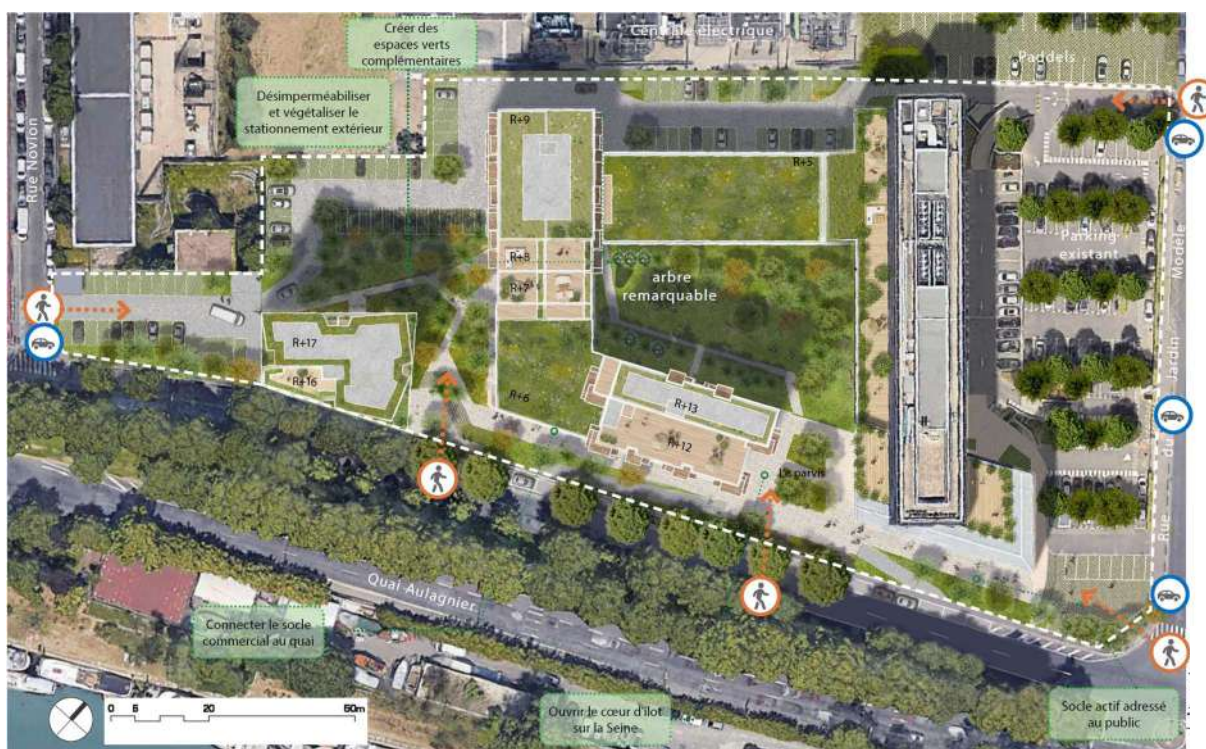 Créer des
espaces verts
complémentaires
Centrale électrique
Paddels
Désimperméabiliser
et végétaliser le
stationnement extérieur
R+9
R+5
Rue Novion
R+8
R+7
arbre
remarquable
Parking
existant
Rue du Jardin Modèle
R+17
R+16
R+6
R+13
R+12
Le parvis
Quai Aulagnier
Connecter le socle
commercial au quai
0 5 20 50m
Ouvrir le cœur d'ilot
sur la Seine
Socle actif adressé
au public